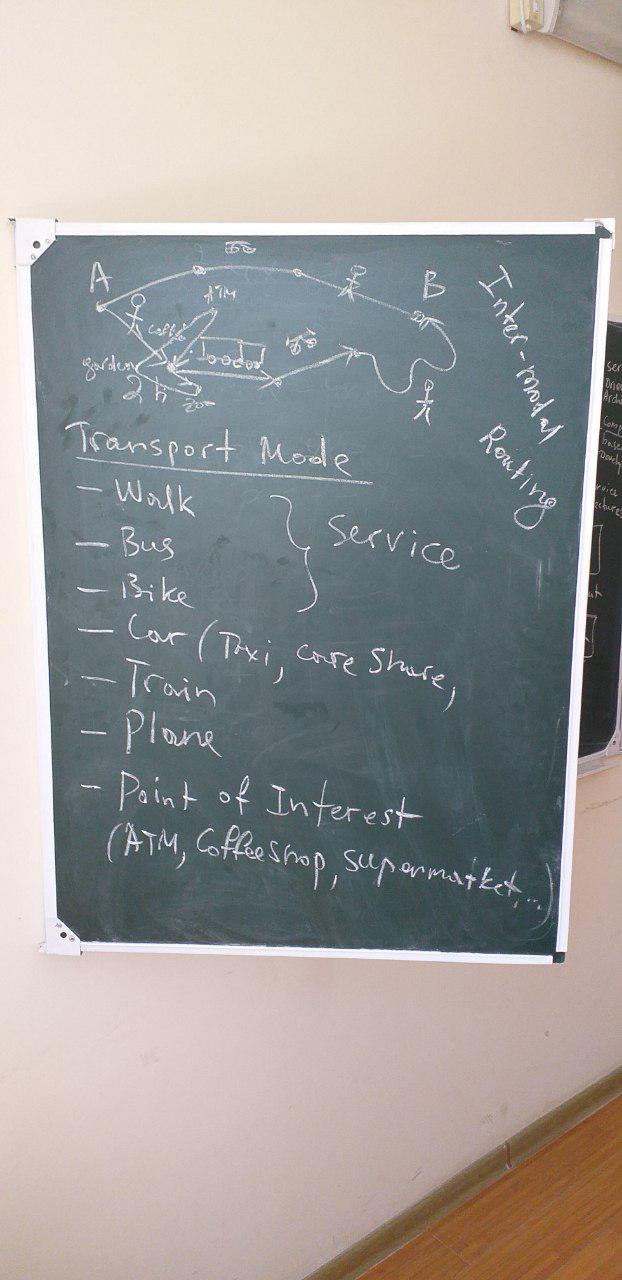 A
B
ATM
coffe
garden
2 h
zoo
Inter-modal
Routing
Transport Mode
- Walk
- Bus
- Bike
Service
- Car (Taxi, care Share,
- Train
- Plane
- Point of Interest
(ATM, Coffeeshop, supermarket,...)